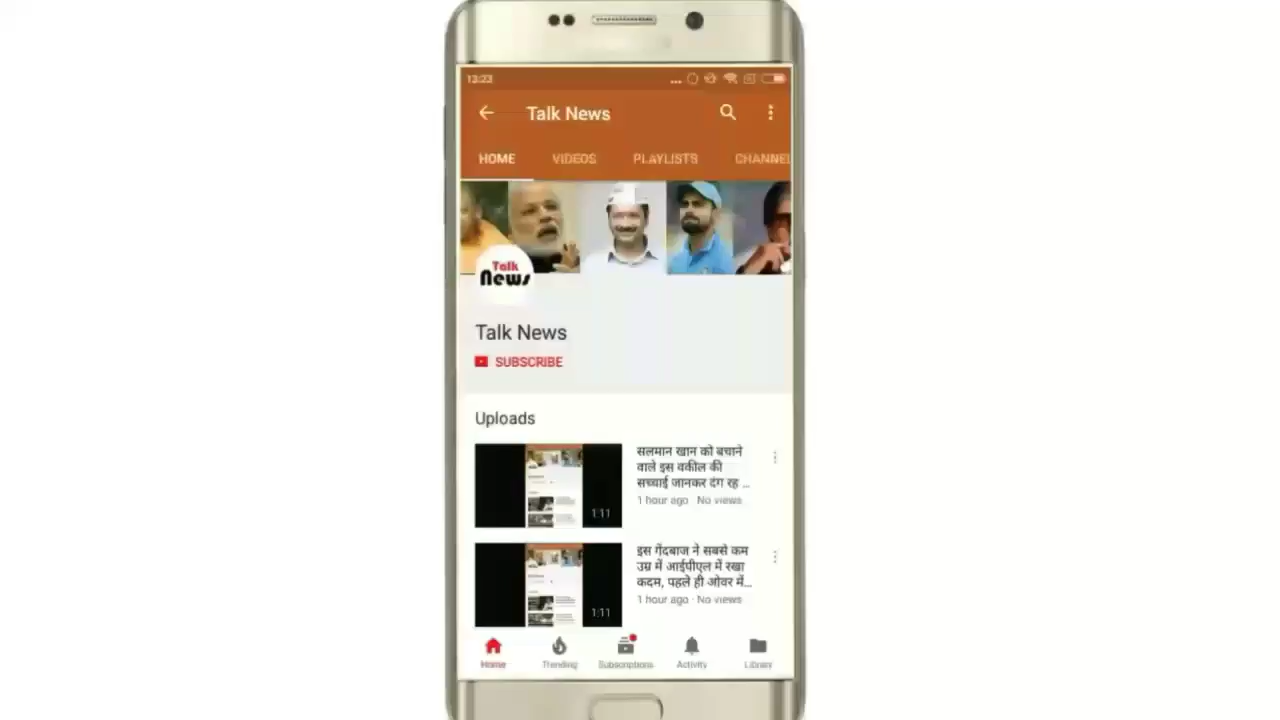 13:23
Talk News
HOME VIDEOS PLAYLISTS CHANNEL
Talk
News
Talk News
SUBSCRIBE
Uploads
सलमान खान को बचाने
वाले इस वकील की
सच्चाई जानकर दंग रह ...
1 hour ago · No views
1:11
इस गेंदबाज ने सबसे कम
उम्र में आईपीएल में रखा
कदम, पहले ही ओवर में...
1 hour ago · No views
1:11
Home Trending Subscriptions Activity Library